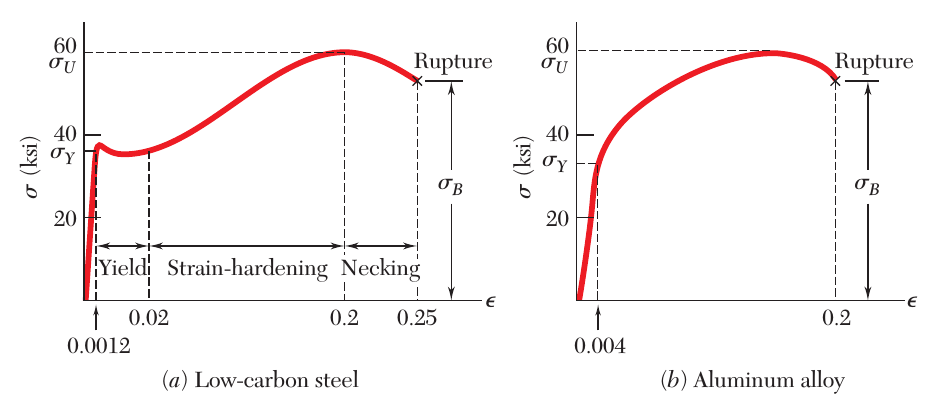 60
σU
40
σY
20
σ (ksi)
Rupture
σB
Yield
Strain-hardening
Necking
ϵ
0.02
0.2
0.25
0.0012
(a) Low-carbon steel
60
σU
40
σY
20
σ (ksi)
Rupture
σB
ϵ
0.2
0.004
(b) Aluminum alloy